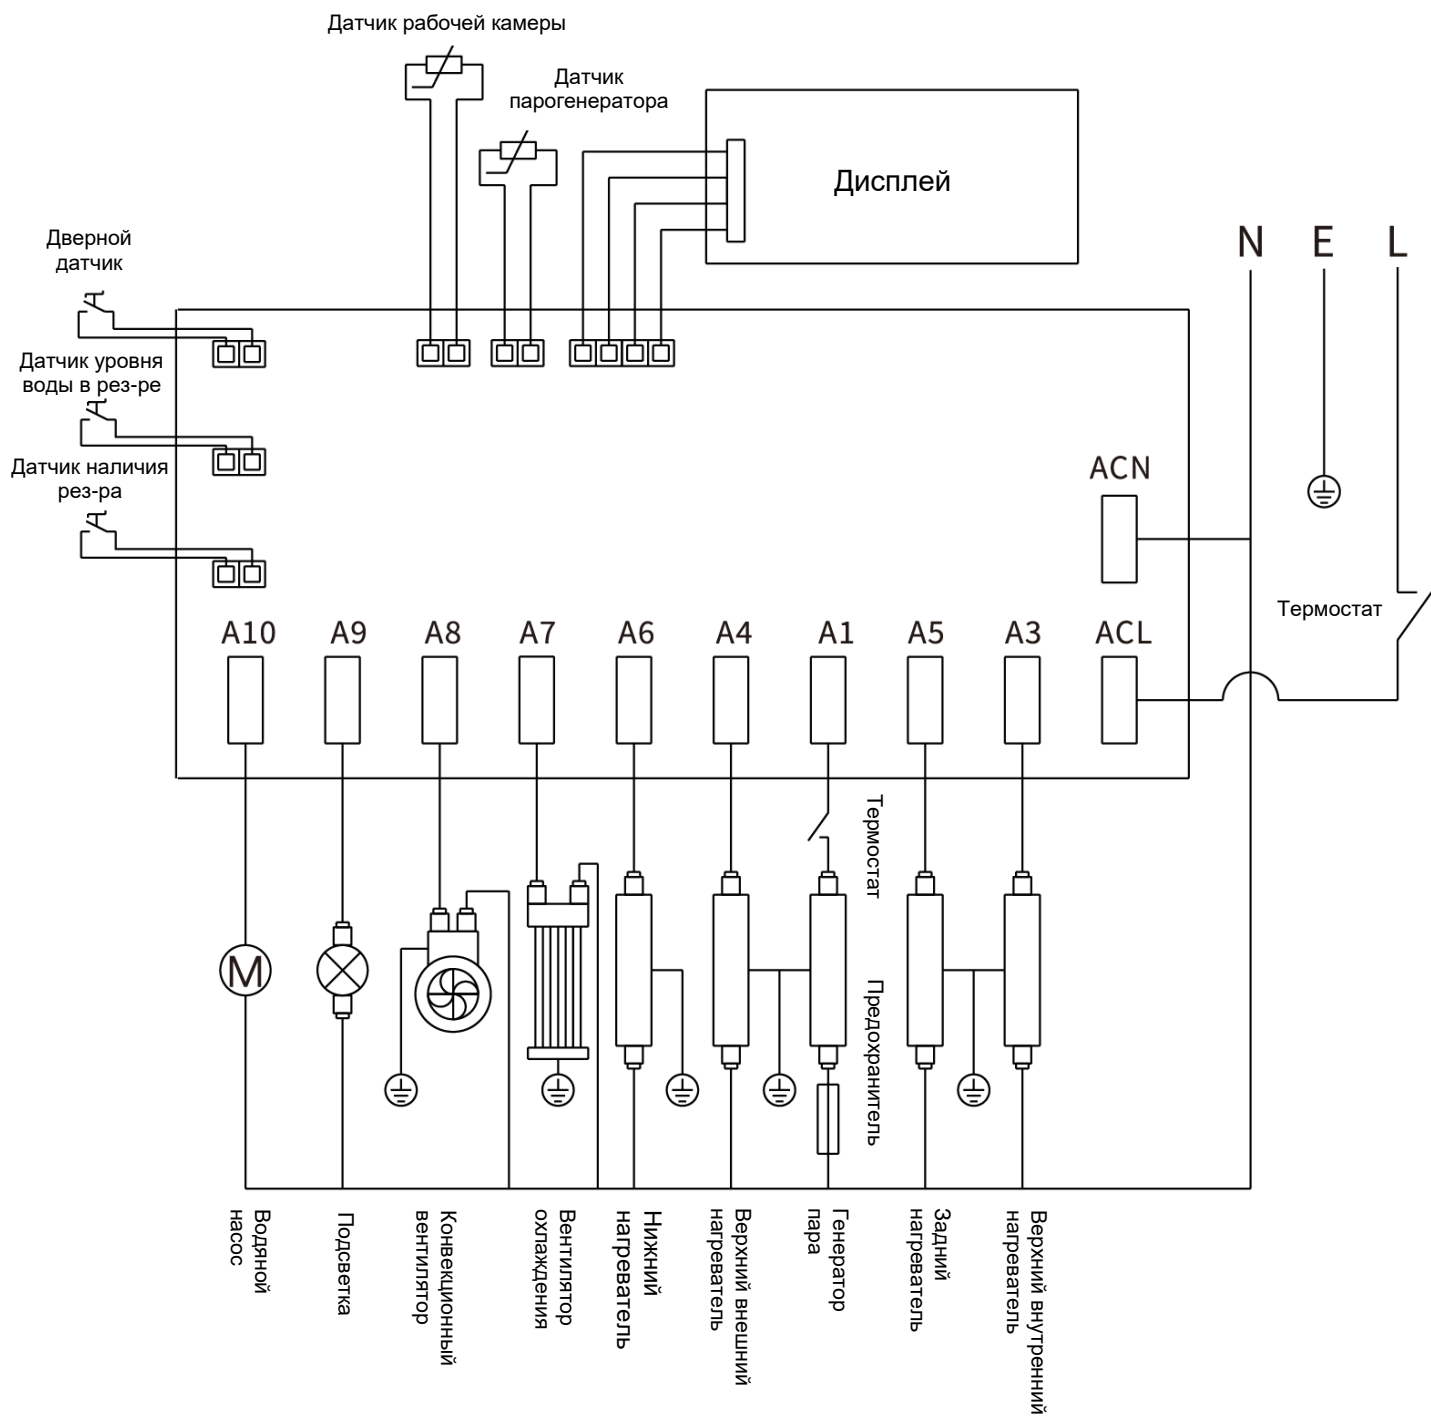 Датчик рабочей камеры
Датчик
парогенератора
Дисплей
N E L
Дверной
датчик
Датчик уровня
воды в рез-ре
Датчик наличия
рез-ра
ACN
Термостат
A10 A9 A8 A7 A6 A4 A1 A5 A3 ACL
Термостат
M
Предохранитель
Водяной
насос
Подсветка
Конвекционный
вентилятор
Вентилятор
охлаждения
Нижний
нагреватель
Верхний внешний
нагреватель
Генератор
пара
Задний
нагреватель
Верхний внутренний
нагреватель